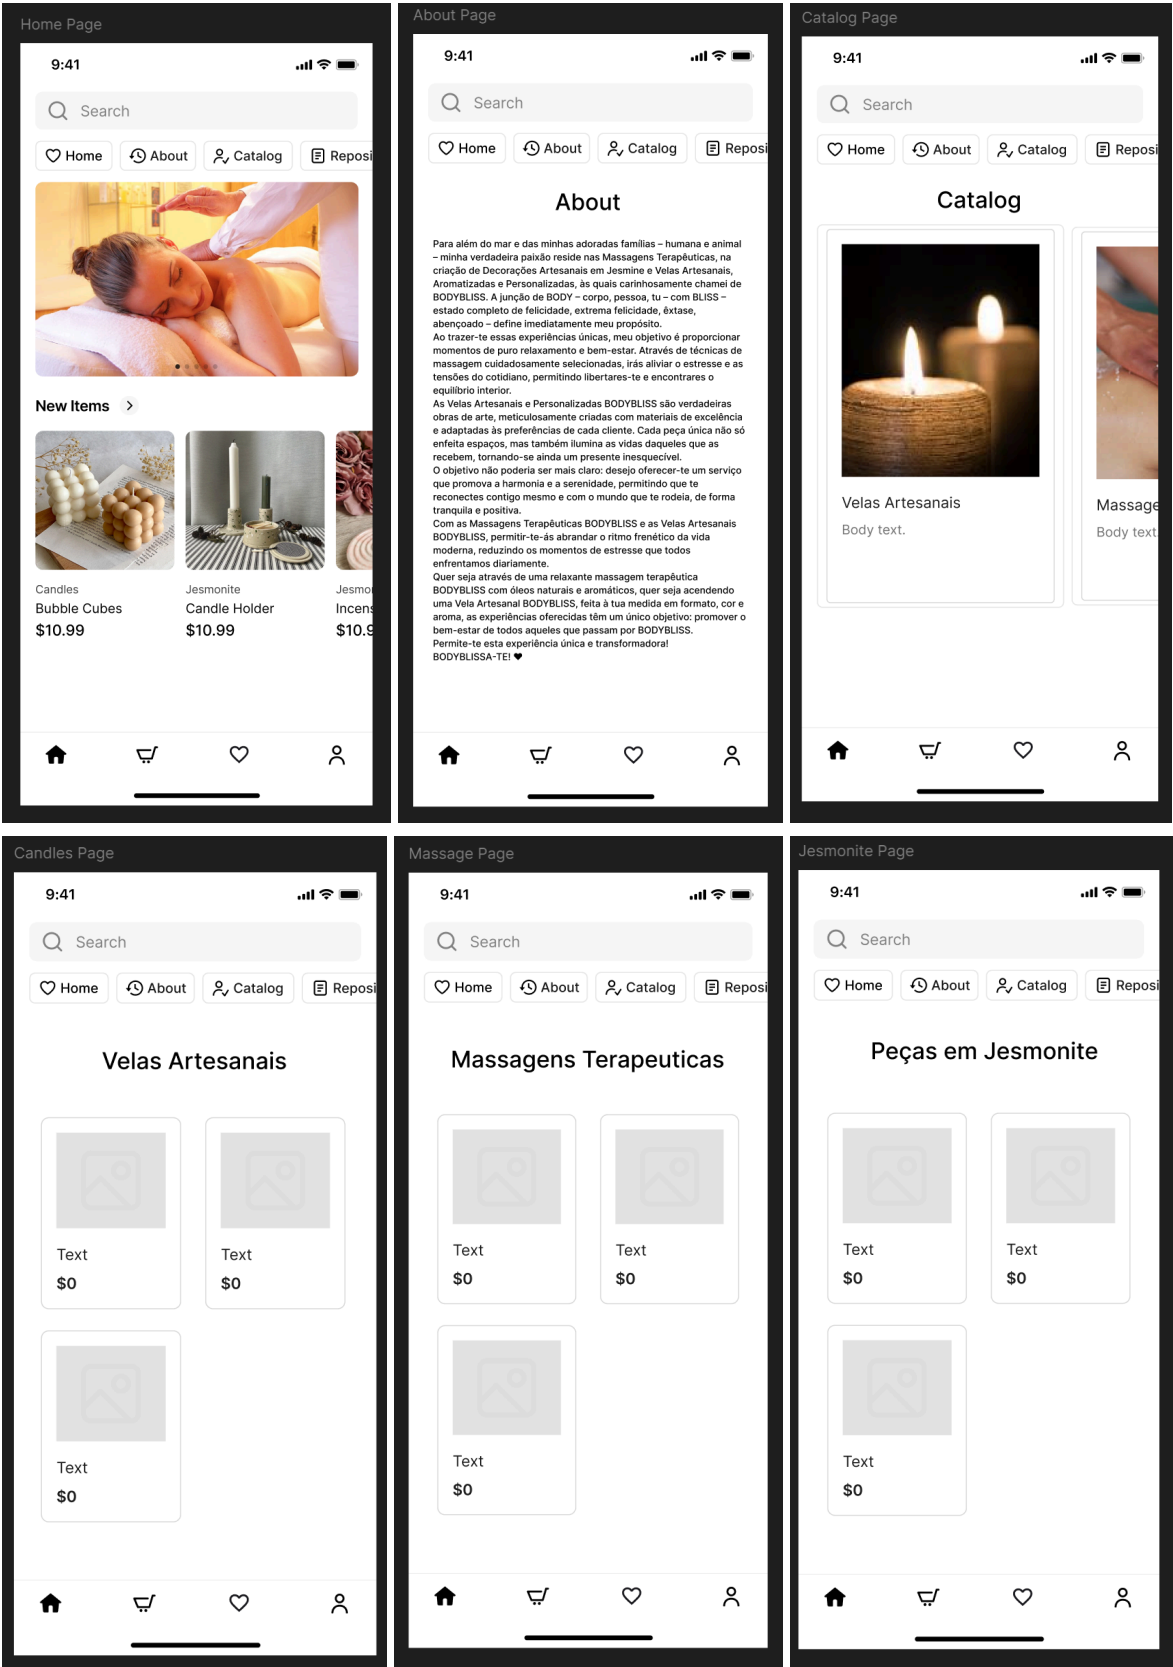 Home Page
9:41
Search
Home About Catalog Reposi
New Items
Candles Jesmonite Jesmo
Bubble Cubes Candle Holder Incens
$10.99 $10.99 $10.9
About Page
9:41
Search
Home About Catalog Reposi
About
Para além do mar e das minhas adoradas famílias – humana e animal
– minha verdadeira paixão reside nas Massagens Terapêuticas, na
criação de Decorações Artesanais em Jesmine e Velas Artesanais,
Aromatizadas e Personalizadas, às quais carinhosamente chamei de
BODYBLISS. A junção de BODY – corpo, pessoa, tu – com BLISS –
estado completo de felicidade, extrema felicidade, êxtase,
abençoado – define imediatamente meu propósito.
Ao trazer-te essas experiências únicas, meu objetivo é proporcionar
momentos de puro relaxamento e bem-estar. Através de técnicas de
massagem cuidadosamente selecionadas, irás aliviar o estresse e as
tensões do cotidiano, permitindo libertares-te e encontrares o
equilíbrio interior.
As Velas Artesanais e Personalizadas BODYBLISS são verdadeiras
obras de arte, meticulosamente criadas com materiais de excelência
e adaptadas às preferências de cada cliente. Cada peça única não só
enfeita espaços, mas também ilumina as vidas daqueles que as
recebem, tornando-se ainda um presente inesquecível.
O objetivo não poderia ser mais claro: desejo oferecer-te um serviço
que promova a harmonia e a serenidade, permitindo que te
reconectes contigo mesmo e com o mundo que te rodeia, de forma
tranquila e positiva.
Com as Massagens Terapêuticas BODYBLISS e as Velas Artesanais
BODYBLISS, permitir-te-ás abrandar o ritmo frenético da vida
moderna, reduzindo os momentos de estresse que todos
enfrentamos diariamente.
Quer seja através de uma relaxante massagem terapêutica
BODYBLISS com óleos naturais e aromáticos, quer seja acendendo
uma Vela Artesanal BODYBLISS, feita à tua medida em formato, cor e
aroma, as experiências oferecidas têm um único objetivo: promover o
bem-estar de todos aqueles que passam por BODYBLISS.
Permite-te esta experiência única e transformadora!
BODYBLISSA-TE! ♥
Catalog Page
9:41
Search
Home About Catalog Reposi
Catalog
Velas Artesanais Massage
Body text. Body text.
Candles Page
9:41
Search
Home About Catalog Reposi
Velas Artesanais
Text Text
$0 $0
Text
$0
Massage Page
9:41
Search
Home About Catalog Reposi
Massagens Terapeuticas
Text Text
$0 $0
Text
$0
Jesmonite Page
9:41
Search
Home About Catalog Reposi
Peças em Jesmonite
Text Text
$0 $0
Text
$0